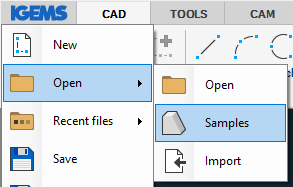 IGEMS CAD TOOLS CAM
New
Open
Recent files
Save
Open
Samples
Import